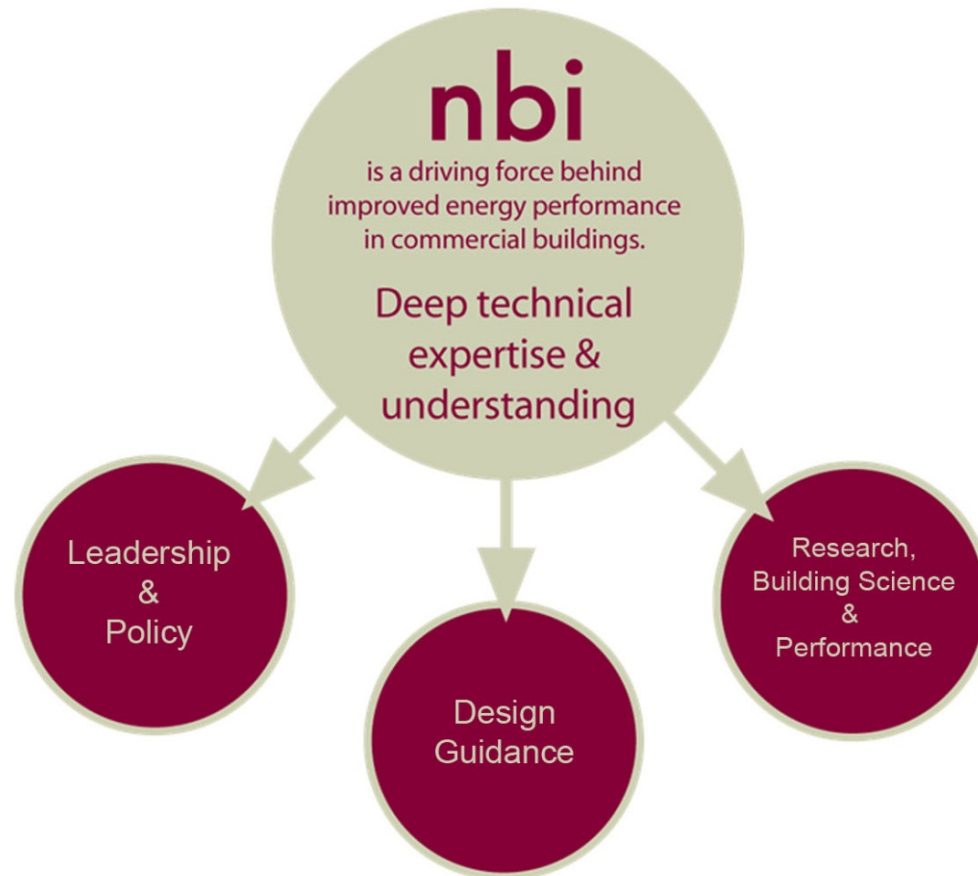 nbi
is a driving force behind
improved energy performance
in commercial buildings.
Deep technical
expertise &
understanding
Leadership
&
Policy
Design
Guidance
Research,
Building Science
&
Performance